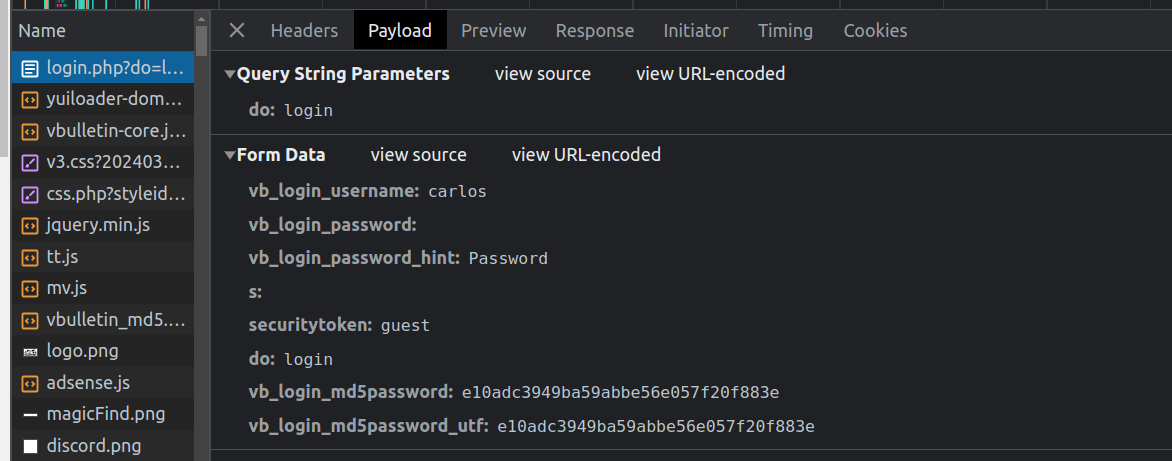 Name
login.php?do=l...
yuiloader-dom...
vbulletin-core.j...
v3.css?202403...
css.php?styleid...
jquery.min.js
tt.js
mv.js
vbulletin_md5....
logo.png
adsense.js
magicFind.png
discord.png
Headers Payload Preview Response Initiator Timing Cookies
Query String Parameters view source view URL-encoded
do: login
Form Data view source view URL-encoded
vb_login_username: carlos
vb_login_password:
vb_login_password_hint: Password
s:
securitytoken: guest
do: login
vb_login_md5password: e10adc3949ba59abbe56e057f20f883e
vb_login_md5password_utf: e10adc3949ba59abbe56e057f20f883e